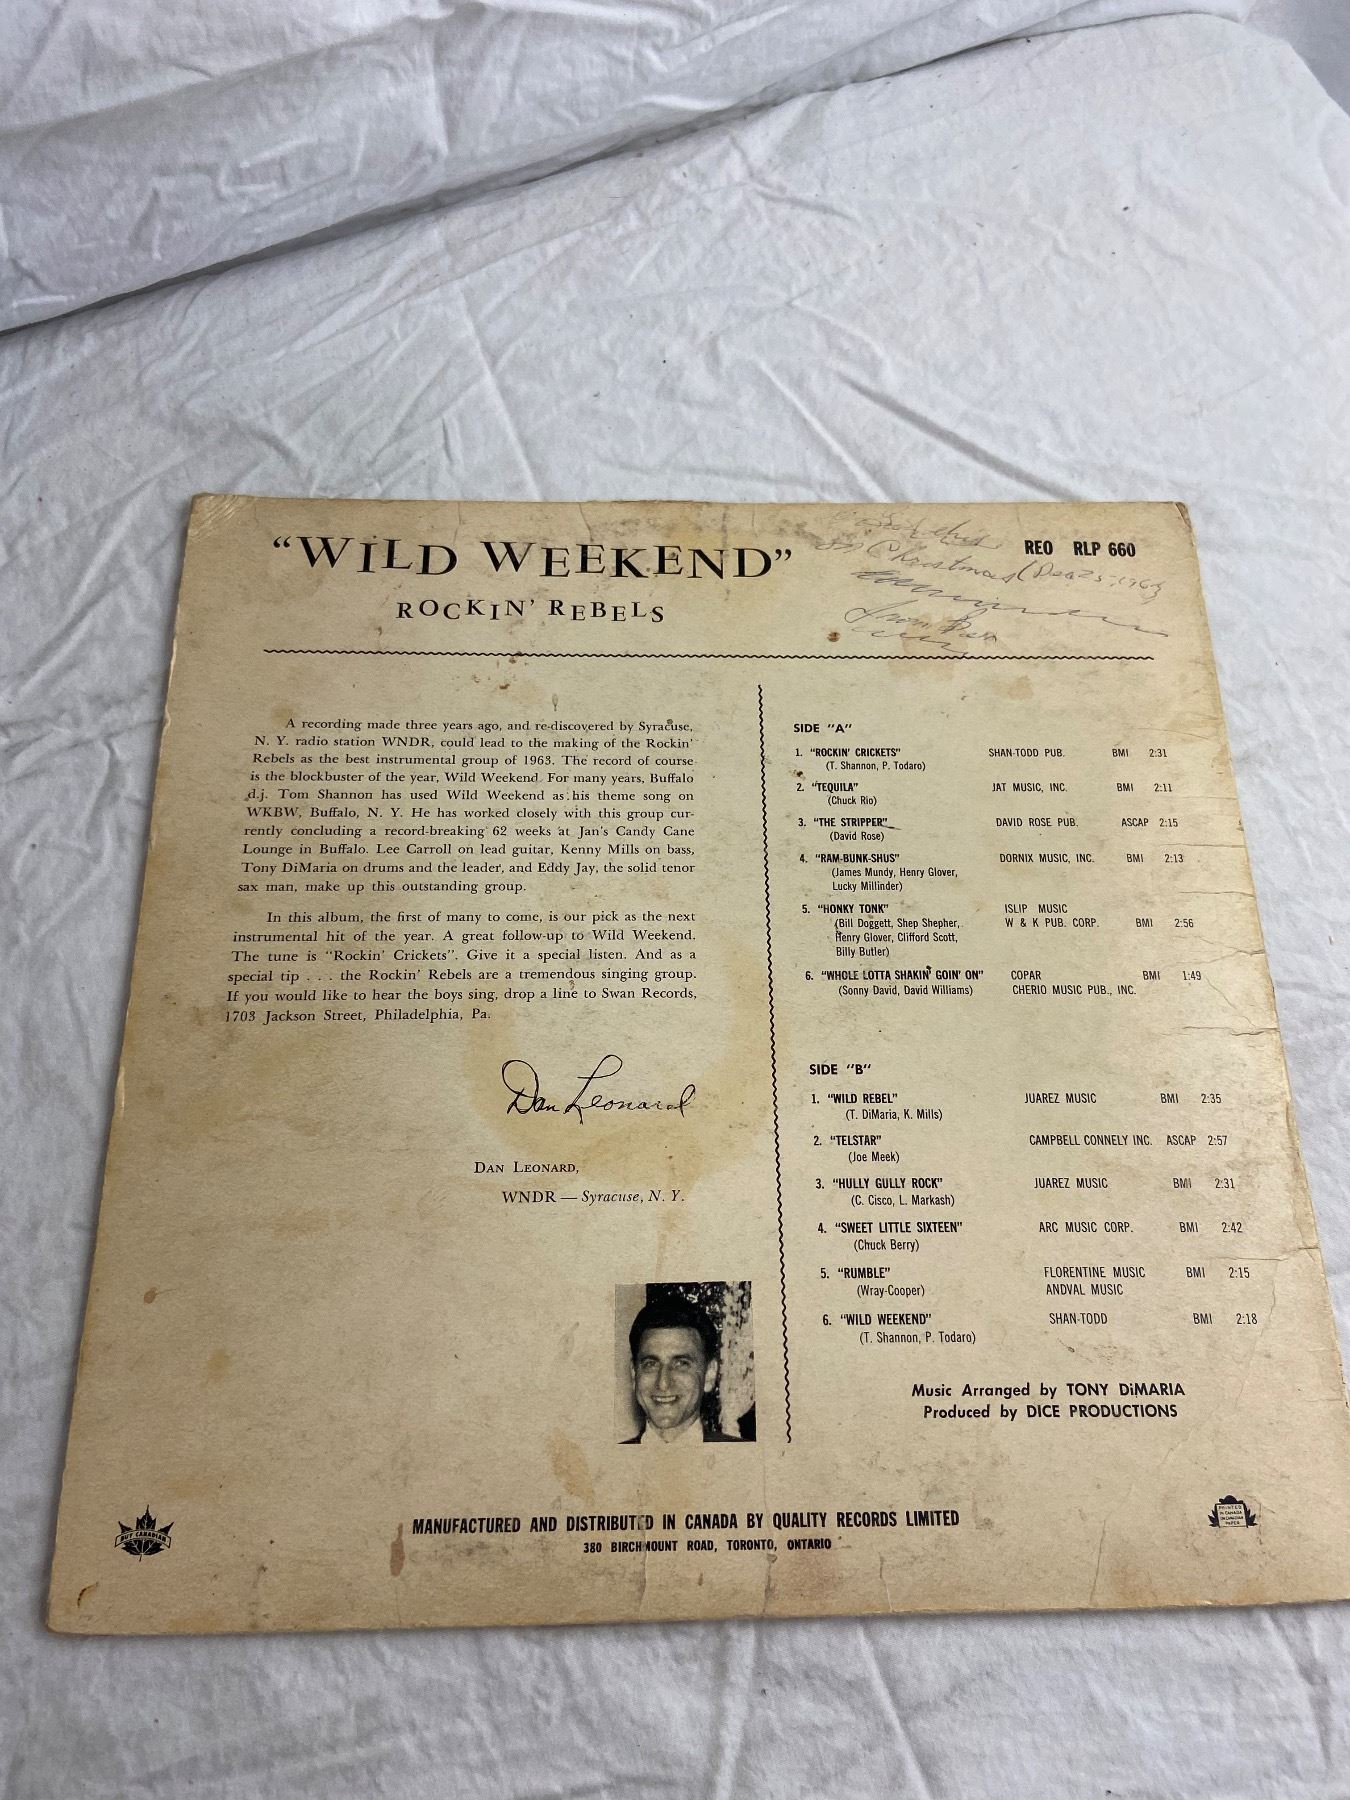 "WILD WEEKEND"
ROCKIN' REBELS
on Christmas (Dec 25, 1963)
from
REO RLP 660
A recording made three years ago, and re-discovered by Syracuse,
N. Y. radio station WNDR, could lead to the making of the Rockin'
Rebels as the best instrumental group of 1963. The record of course
is the blockbuster of the year, Wild Weekend. For many years, Buffalo
d.j. Tom Shannon has used Wild Weekend as his theme song on
WKBW, Buffalo, N. Y. He has worked closely with this group cur-
rently concluding a record-breaking 62 weeks at Jan's Candy Cane
Lounge in Buffalo. Lee Carroll on lead guitar, Kenny Mills on bass,
Tony DiMaria on drums and the leader, and Eddy Jay, the solid tenor
sax man, make up this outstanding group.
In this album, the first of many to come, is our pick as the next
instrumental hit of the year. A great follow-up to Wild Weekend.
The tune is "Rockin' Crickets". Give it a special listen. And as a
special tip . . . the Rockin' Rebels are a tremendous singing group.
If you would like to hear the boys sing, drop a line to Swan Records,
1703 Jackson Street, Philadelphia, Pa.
Dan Leonard
DAN LEONARD,
WNDR — Syracuse, N. Y.
SIDE "A"
1. "ROCKIN' CRICKETS" SHAN-TODD PUB. BMI 2:31
(T. Shannon, P. Todaro)
2. "TEQUILA" JAT MUSIC, INC. BMI 2:11
(Chuck Rio)
3. "THE STRIPPER" DAVID ROSE PUB. ASCAP 2:15
(David Rose)
4. "RAM-BUNK-SHUS" DORNIX MUSIC, INC. BMI 2:13
(James Mundy, Henry Glover,
Lucky Millinder)
5. "HONKY TONK" ISLIP MUSIC
(Bill Doggett, Shep Shepher, W & K PUB. CORP. BMI 2:56
Henry Glover, Clifford Scott,
Billy Butler)
6. "WHOLE LOTTA SHAKIN' GOIN' ON" COPAR BMI 1:49
(Sonny David, David Williams) CHERIO MUSIC PUB., INC.
SIDE "B"
1. "WILD REBEL" JUAREZ MUSIC BMI 2:35
(T. DiMaria, K. Mills)
2. "TELSTAR" CAMPBELL CONNELY INC. ASCAP 2:57
(Joe Meek)
3. "HULLY GULLY ROCK" JUAREZ MUSIC BMI 2:31
(C. Cisco, L. Markash)
4. "SWEET LITTLE SIXTEEN" ARC MUSIC CORP. BMI 2:42
(Chuck Berry)
5. "RUMBLE" FLORENTINE MUSIC BMI 2:15
(Wray-Cooper) ANDVAL MUSIC
6. "WILD WEEKEND" SHAN-TODD BMI 2:18
(T. Shannon, P. Todaro)
Music Arranged by TONY DiMARIA
Produced by DICE PRODUCTIONS
BUY CANADIAN
MANUFACTURED AND DISTRIBUTED IN CANADA BY QUALITY RECORDS LIMITED
380 BIRCHMOUNT ROAD, TORONTO, ONTARIO
PRINTED
IN CANADA
ON CANADIAN
PAPER